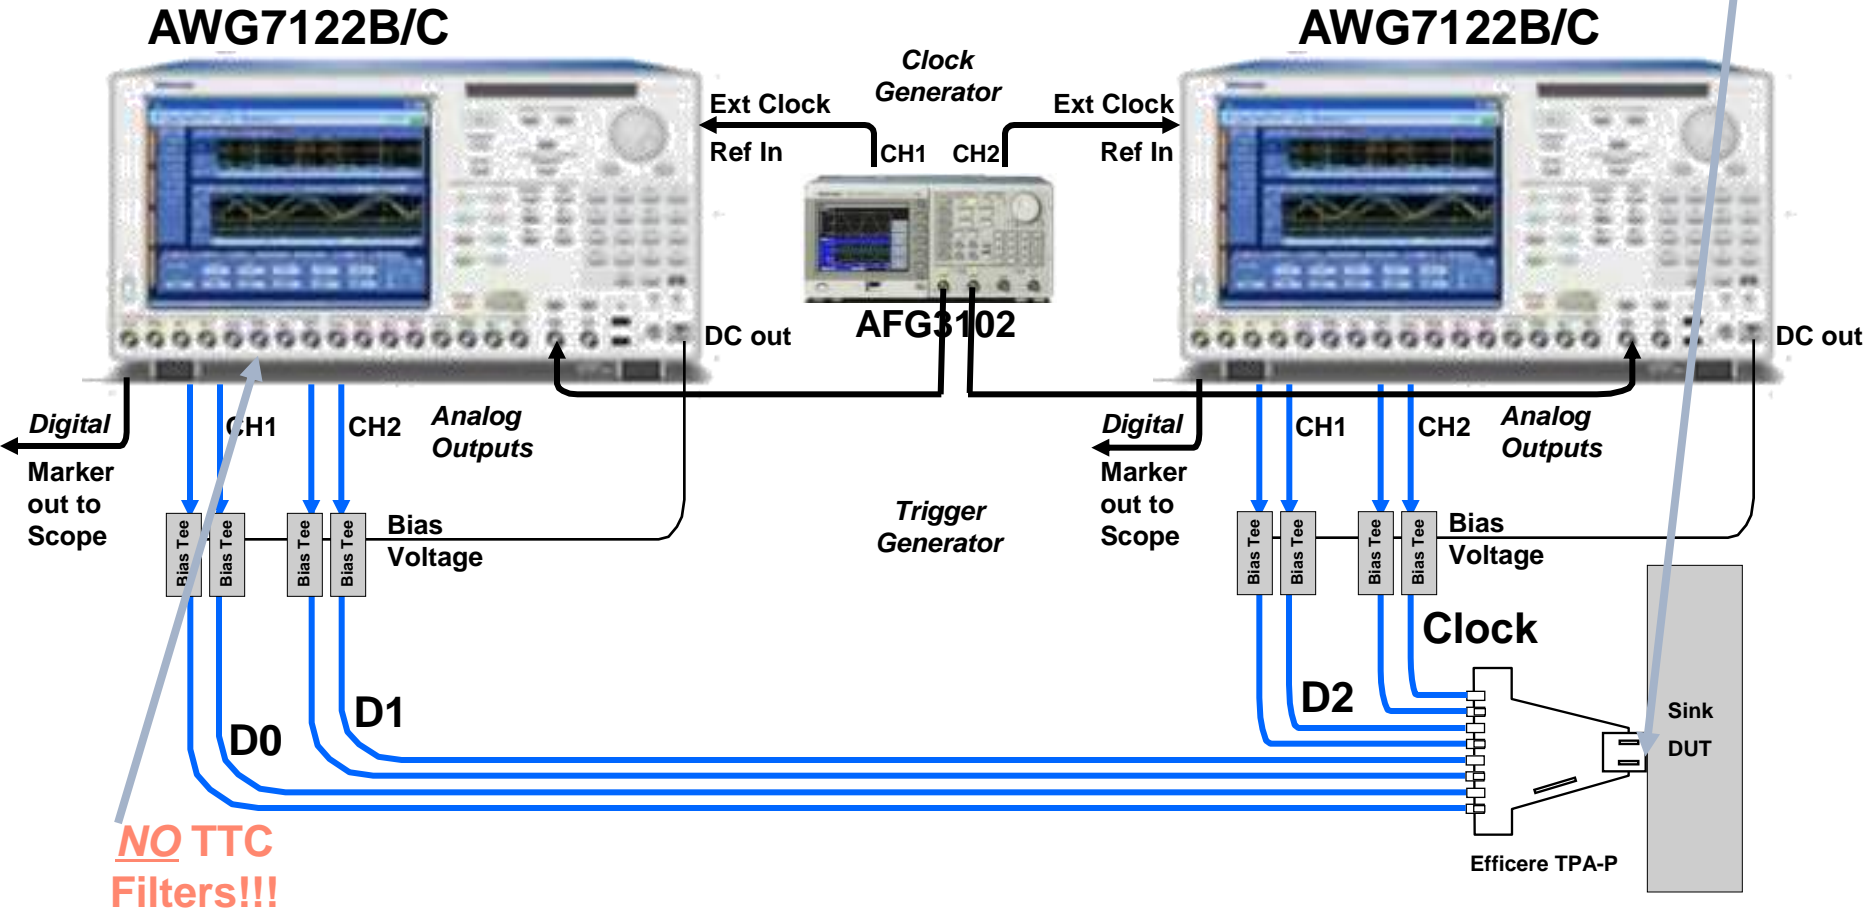 AWG7122B/C
AWG7122B/C
Clock
Generator
Ext Clock
Ref In
Ext Clock
Ref In
CH1
CH2
AFG3102
DC out
DC out
Digital
Marker
out to
Scope
CH1
CH2
Analog
Outputs
Digital
Marker
out to
Scope
CH1
CH2
Analog
Outputs
Trigger
Generator
Bias Tee
Bias Tee
Bias Tee
Bias Tee
Bias
Voltage
Bias Tee
Bias Tee
Bias Tee
Bias Tee
Bias
Voltage
Clock
D0
D1
D2
Sink
DUT
Efficere TPA-P
NO TTC
Filters!!!